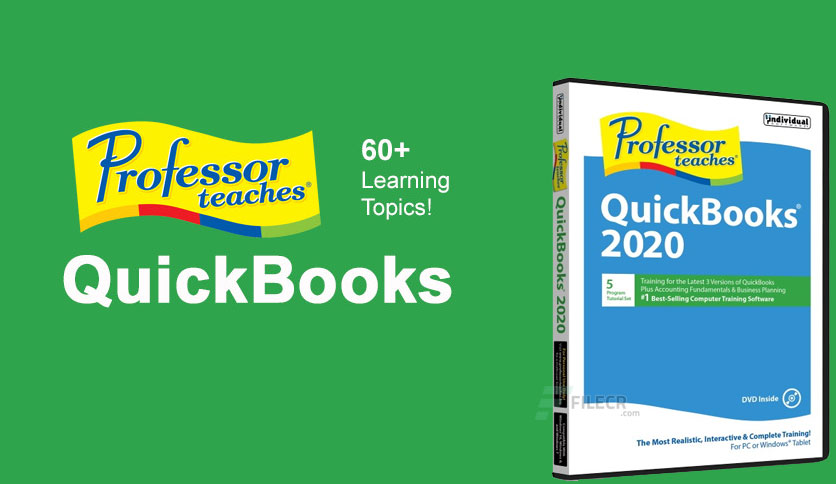 Professor
teaches®
QuickBooks
60+
Learning
Topics!
individual
Professor
teaches®
QuickBooks®
2020
5
Program
Tutorial Set
Training for the Latest 3 Versions of QuickBooks
Plus Accounting Fundamentals & Business Planning
#1 Best-Selling Computer Training Software
DVD Inside
FILECR
.com
The Most Realistic, Interactive & Complete Training!
For PC or Windows® Tablet
Professor
teaches
QuickBooks® 2020